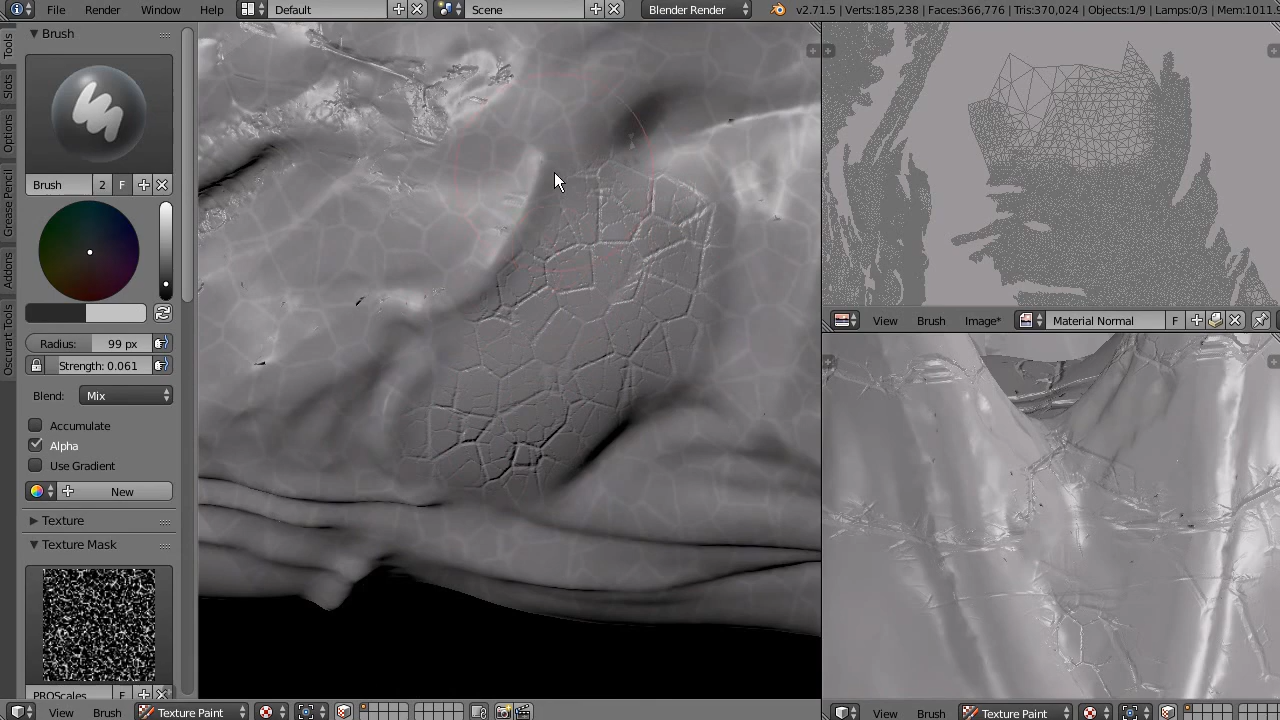 File Render Window Help Default Scene Blender Render v2.71.5 | Verts:185,238 | Faces:366,776 | Tris:370,024 | Objects:1/9 | Lamps:0/3 | Mem:1011.9
Tools
Slots
Options
Grease Pencil
Addons
Oscurart Tools
Brush
Brush 2 F
Radius: 99 px
Strength: 0.061
Blend: Mix
Accumulate
Alpha
Use Gradient
New
Texture
Texture Mask
PROScales F
View Brush Texture Paint
View Brush Image* Material Normal F
View Brush Texture Paint